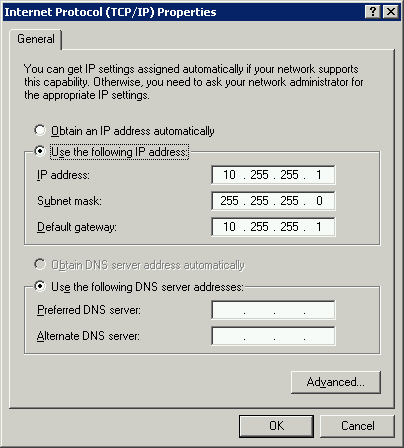 Internet Protocol (TCP/IP) Properties
General
You can get IP settings assigned automatically if your network supports
this capability. Otherwise, you need to ask your network administrator for
the appropriate IP settings.
Obtain an IP address automatically
Use the following IP address:
IP address: 10 . 255 . 255 . 1
Subnet mask: 255 . 255 . 255 . 0
Default gateway: 10 . 255 . 255 . 1
Obtain DNS server address automatically
Use the following DNS server addresses:
Preferred DNS server: . . .
Alternate DNS server: . . .
Advanced...
OK Cancel